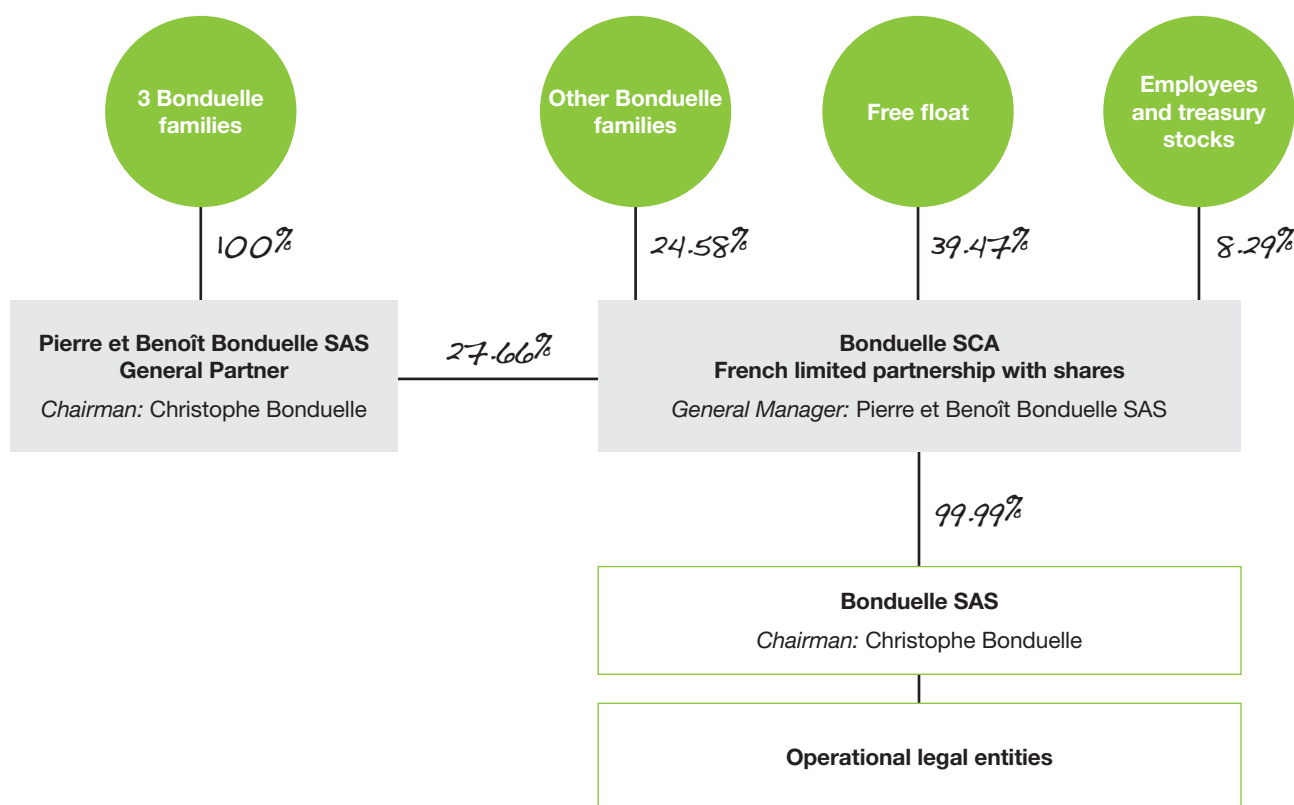 3 Bonduelle
families
Other Bonduelle
families
Free float
Employees
and treasury
stocks
100%
24.58%
39.47%
8.29%
Pierre et Benoît Bonduelle SAS
General Partner
Chairman: Christophe Bonduelle
27.66%
Bonduelle SCA
French limited partnership with shares
General Manager: Pierre et Benoît Bonduelle SAS
99.99%
Bonduelle SAS
Chairman: Christophe Bonduelle
Operational legal entities